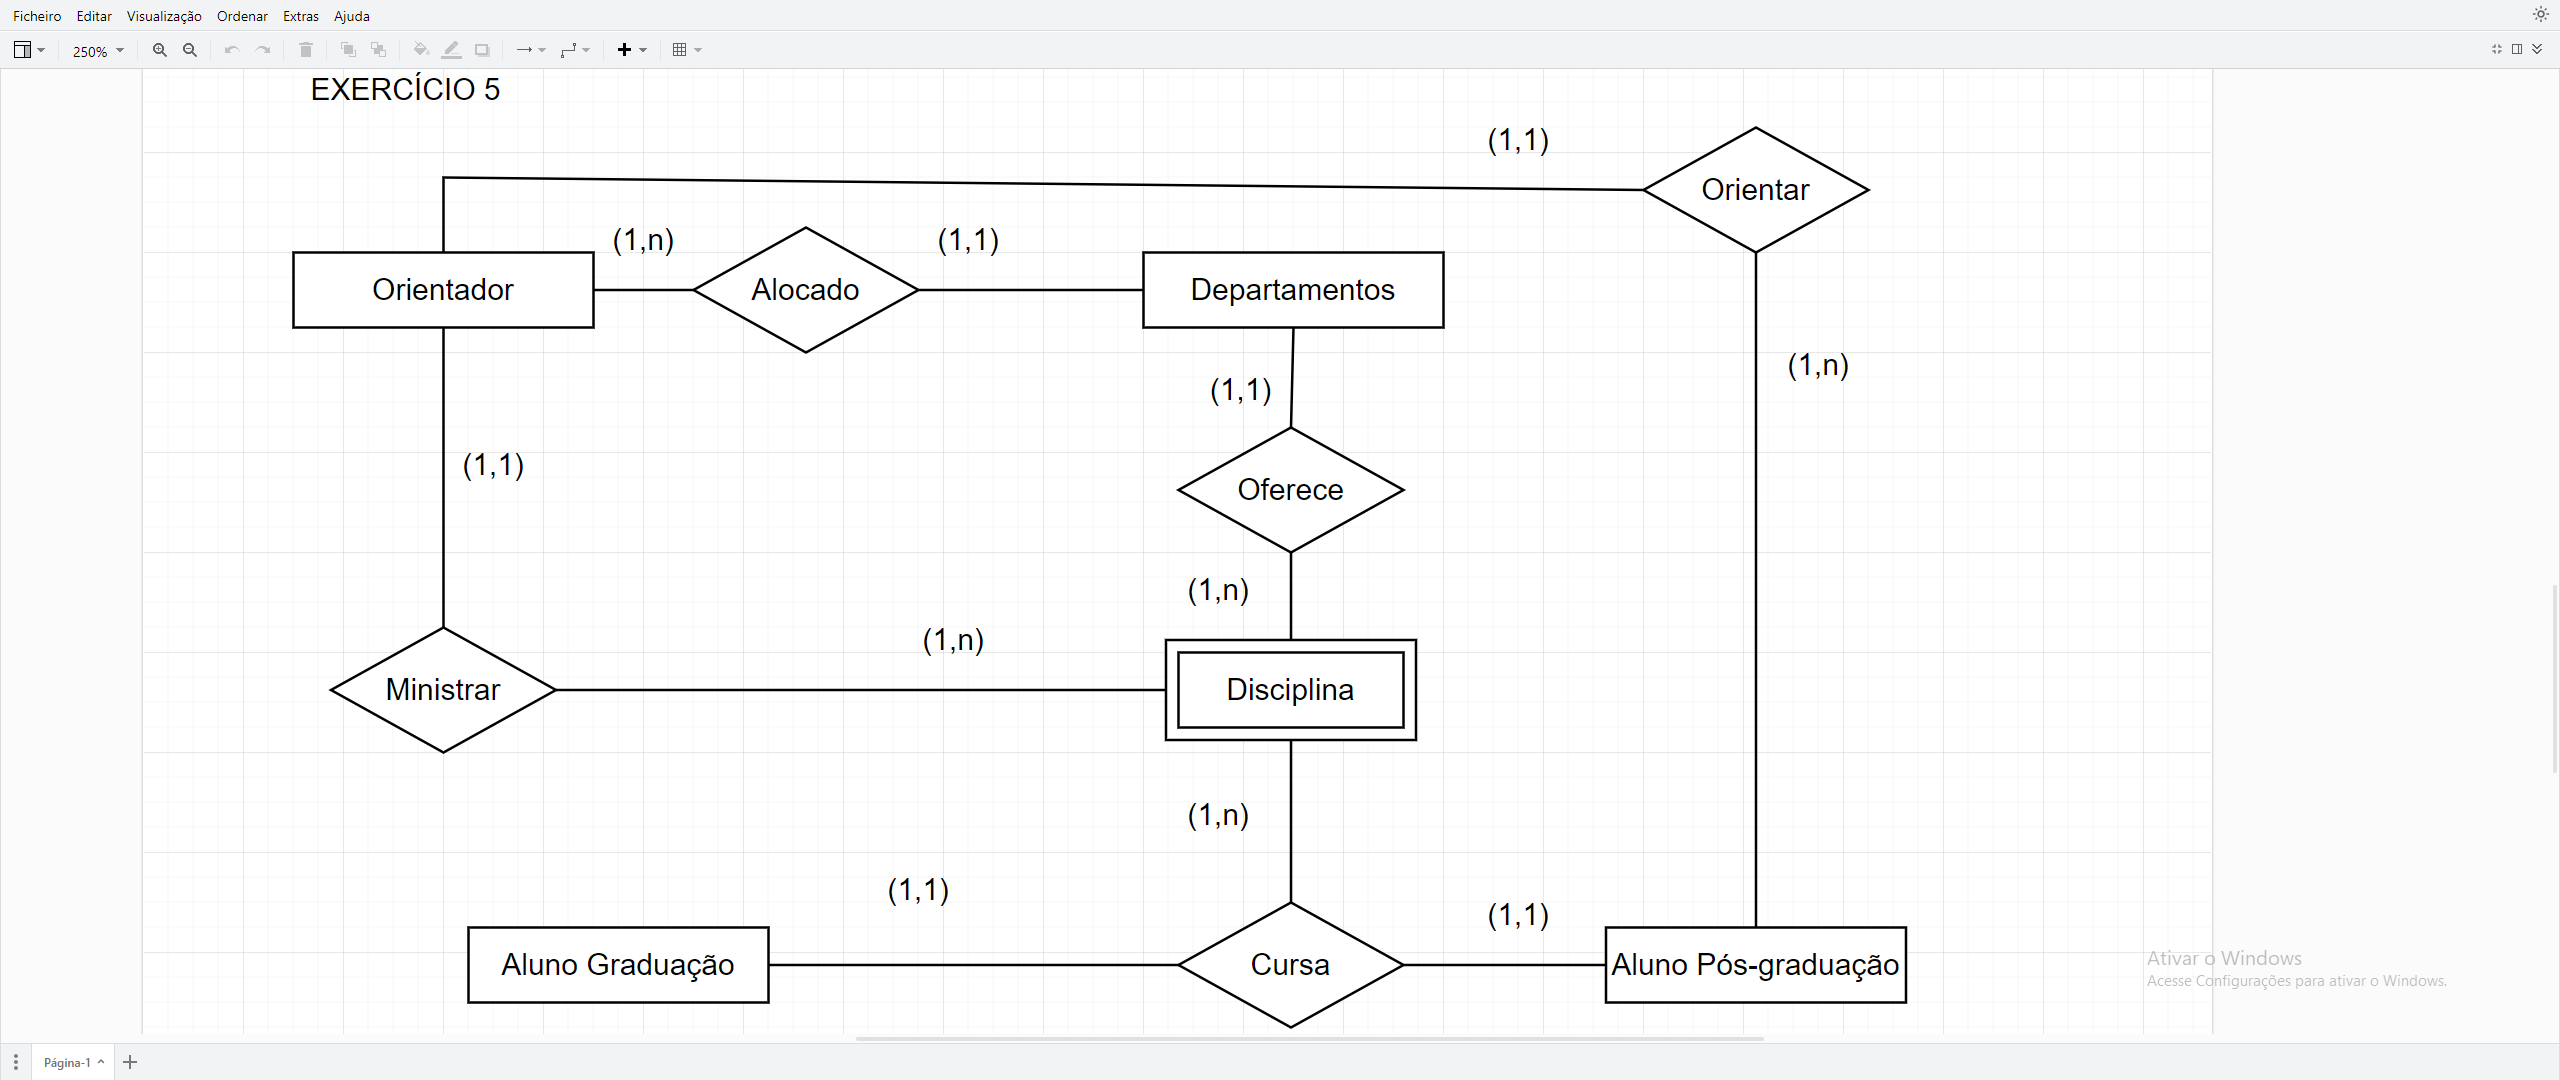 Ficheiro Editar Visualização Ordenar Extras Ajuda
250%
EXERCÍCIO 5
(1,1)
Orientar
(1,n)
(1,1)
Orientador
Alocado
Departamentos
(1,n)
(1,1)
(1,1)
Oferece
(1,n)
(1,n)
Ministrar
Disciplina
(1,n)
(1,1)
(1,1)
Aluno Graduação
Cursa
Aluno Pós-graduação
Ativar o Windows
Acesse Configurações para ativar o Windows.
Página-1